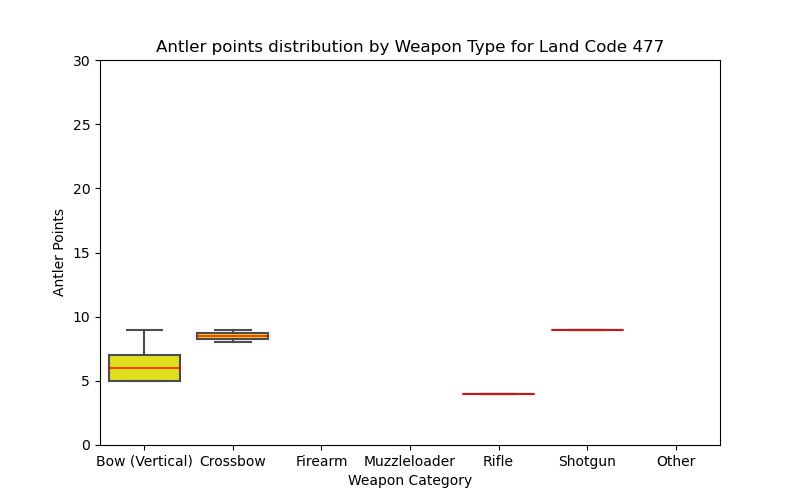 Antler points distribution by Weapon Type for Land Code 477
30
25
20
15
10
5
0
Antler Points
Bow (Vertical) Crossbow Firearm Muzzleloader Rifle Shotgun Other
Weapon Category